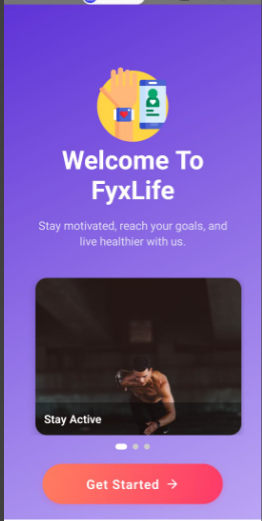 Welcome To
FyxLife
Stay motivated, reach your goals, and
live healthier with us.
Stay Active
Get Started →